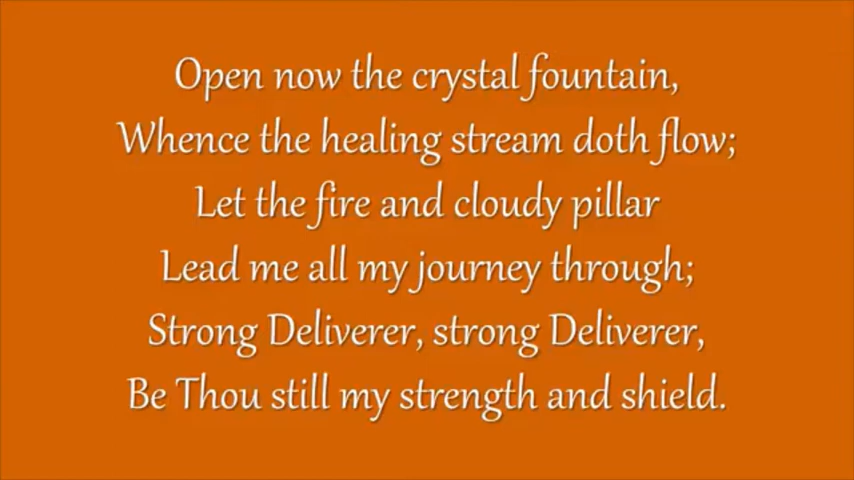 Open now the crystal fountain,
Whence the healing stream doth flow;
Let the fire and cloudy pillar
Lead me all my journey through;
Strong Deliverer, strong Deliverer,
Be Thou still my strength and shield.